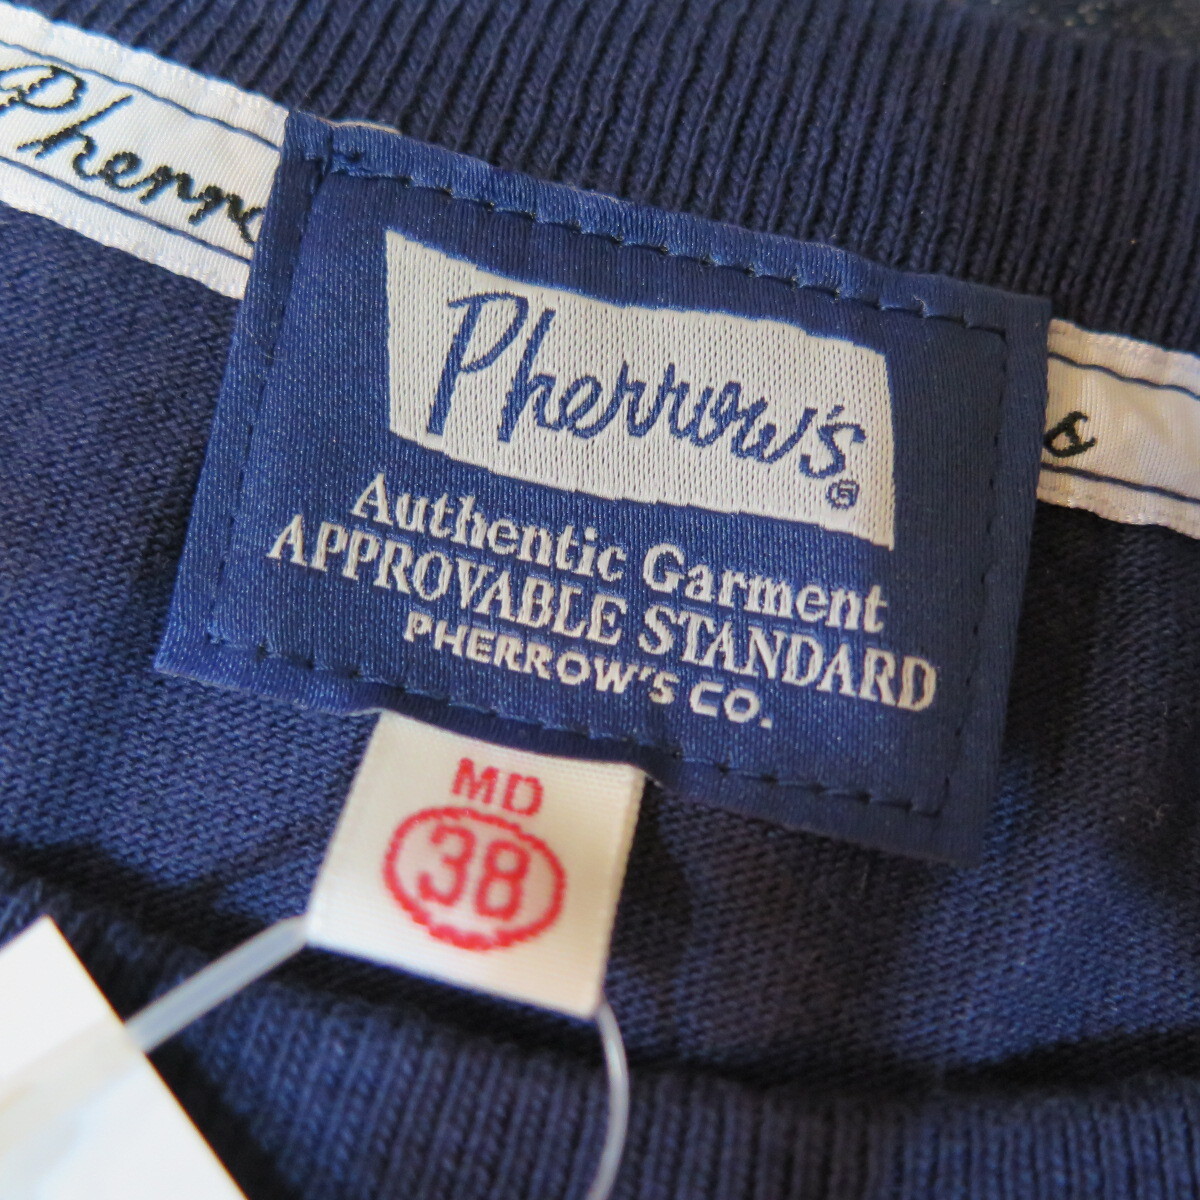 Pherrow's
Authentic Garment
APPROVABLE STANDARD
PHERROW'S CO.
MD
38